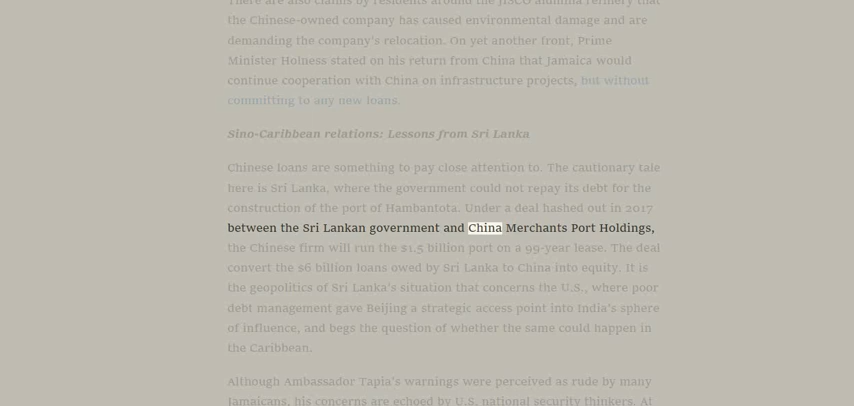 There are also claims by residents around the JISCO alumina refinery that
the Chinese-owned company has caused environmental damage and are
demanding the company's relocation. On yet another front, Prime
Minister Holness stated on his return from China that Jamaica would
continue cooperation with China on infrastructure projects, but without
committing to any new loans.
Sino-Caribbean relations: Lessons from Sri Lanka
Chinese loans are something to pay close attention to. The cautionary tale
here is Sri Lanka, where the government could not repay its debt for the
construction of the port of Hambantota. Under a deal hashed out in 2017
between the Sri Lankan government and China Merchants Port Holdings,
the Chinese firm will run the $1.5 billion port on a 99-year lease. The deal
convert the $6 billion loans owed by Sri Lanka to China into equity. It is
the geopolitics of Sri Lanka's situation that concerns the U.S., where poor
debt management gave Beijing a strategic access point into India's sphere
of influence, and begs the question of whether the same could happen in
the Caribbean.
Although Ambassador Tapia's warnings were perceived as rude by many
Jamaicans, his concerns are echoed by U.S. national security thinkers. At